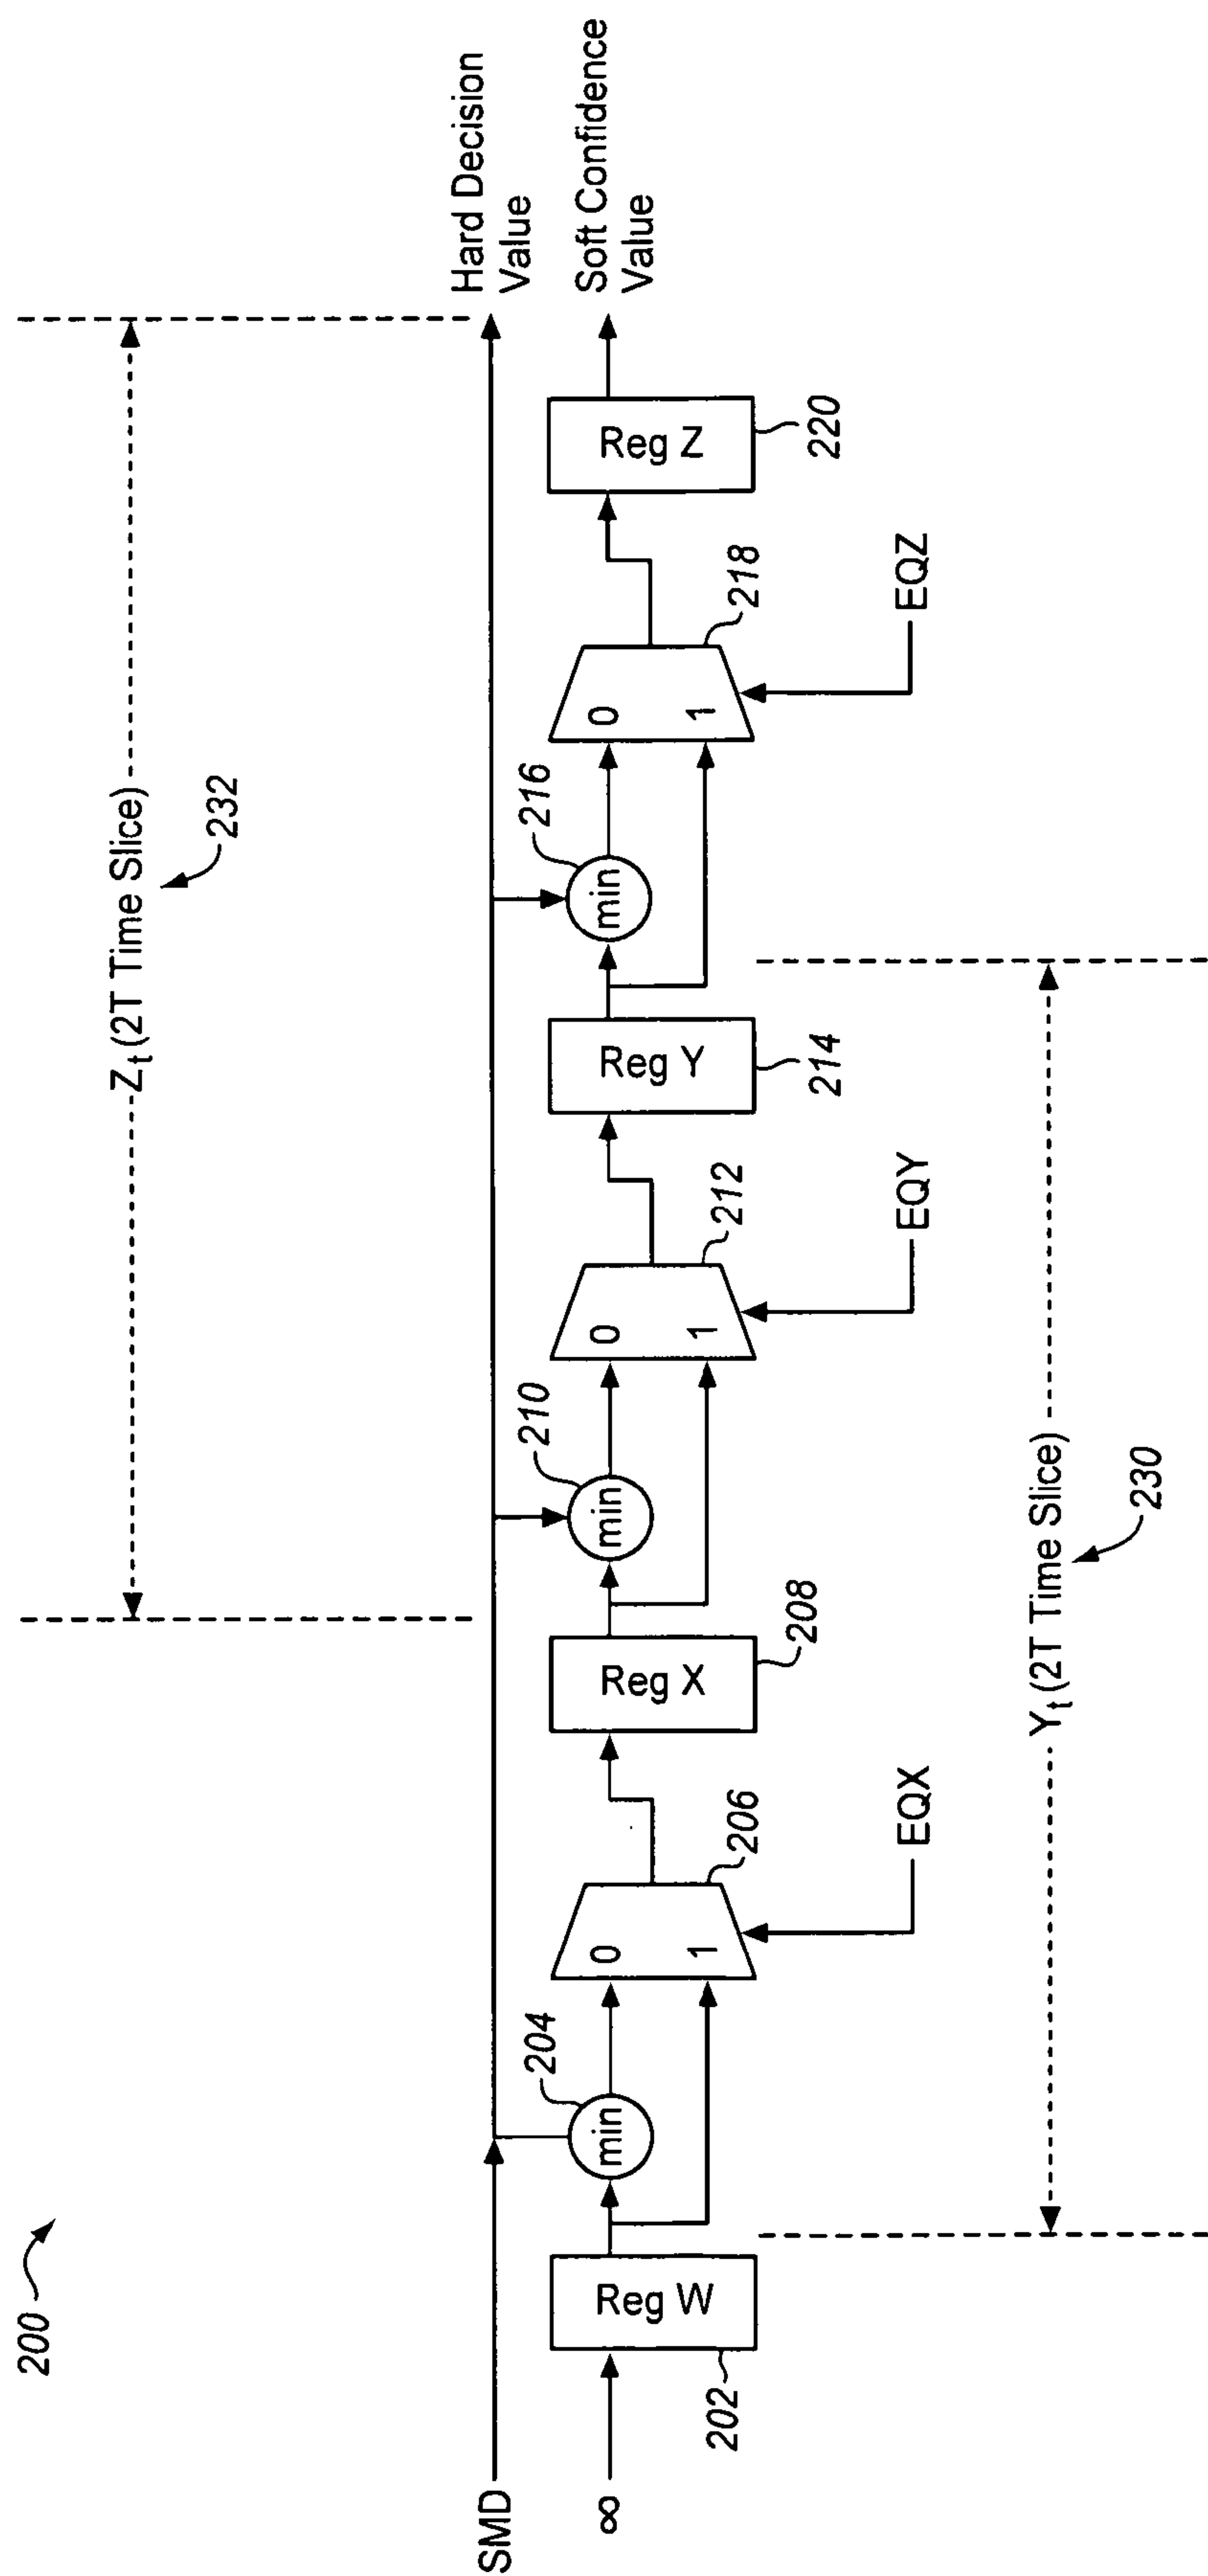 200
Z t (2T Time Slice)
232
SMD
Hard Decision
Value
∞
Soft Confidence
Value
Reg W
202
min
204
0
1
206
EQX
Reg X
208
min
210
0
1
212
EQY
Reg Y
214
min
216
0
1
218
EQZ
Reg Z
220
Y t (2T Time Slice)
230